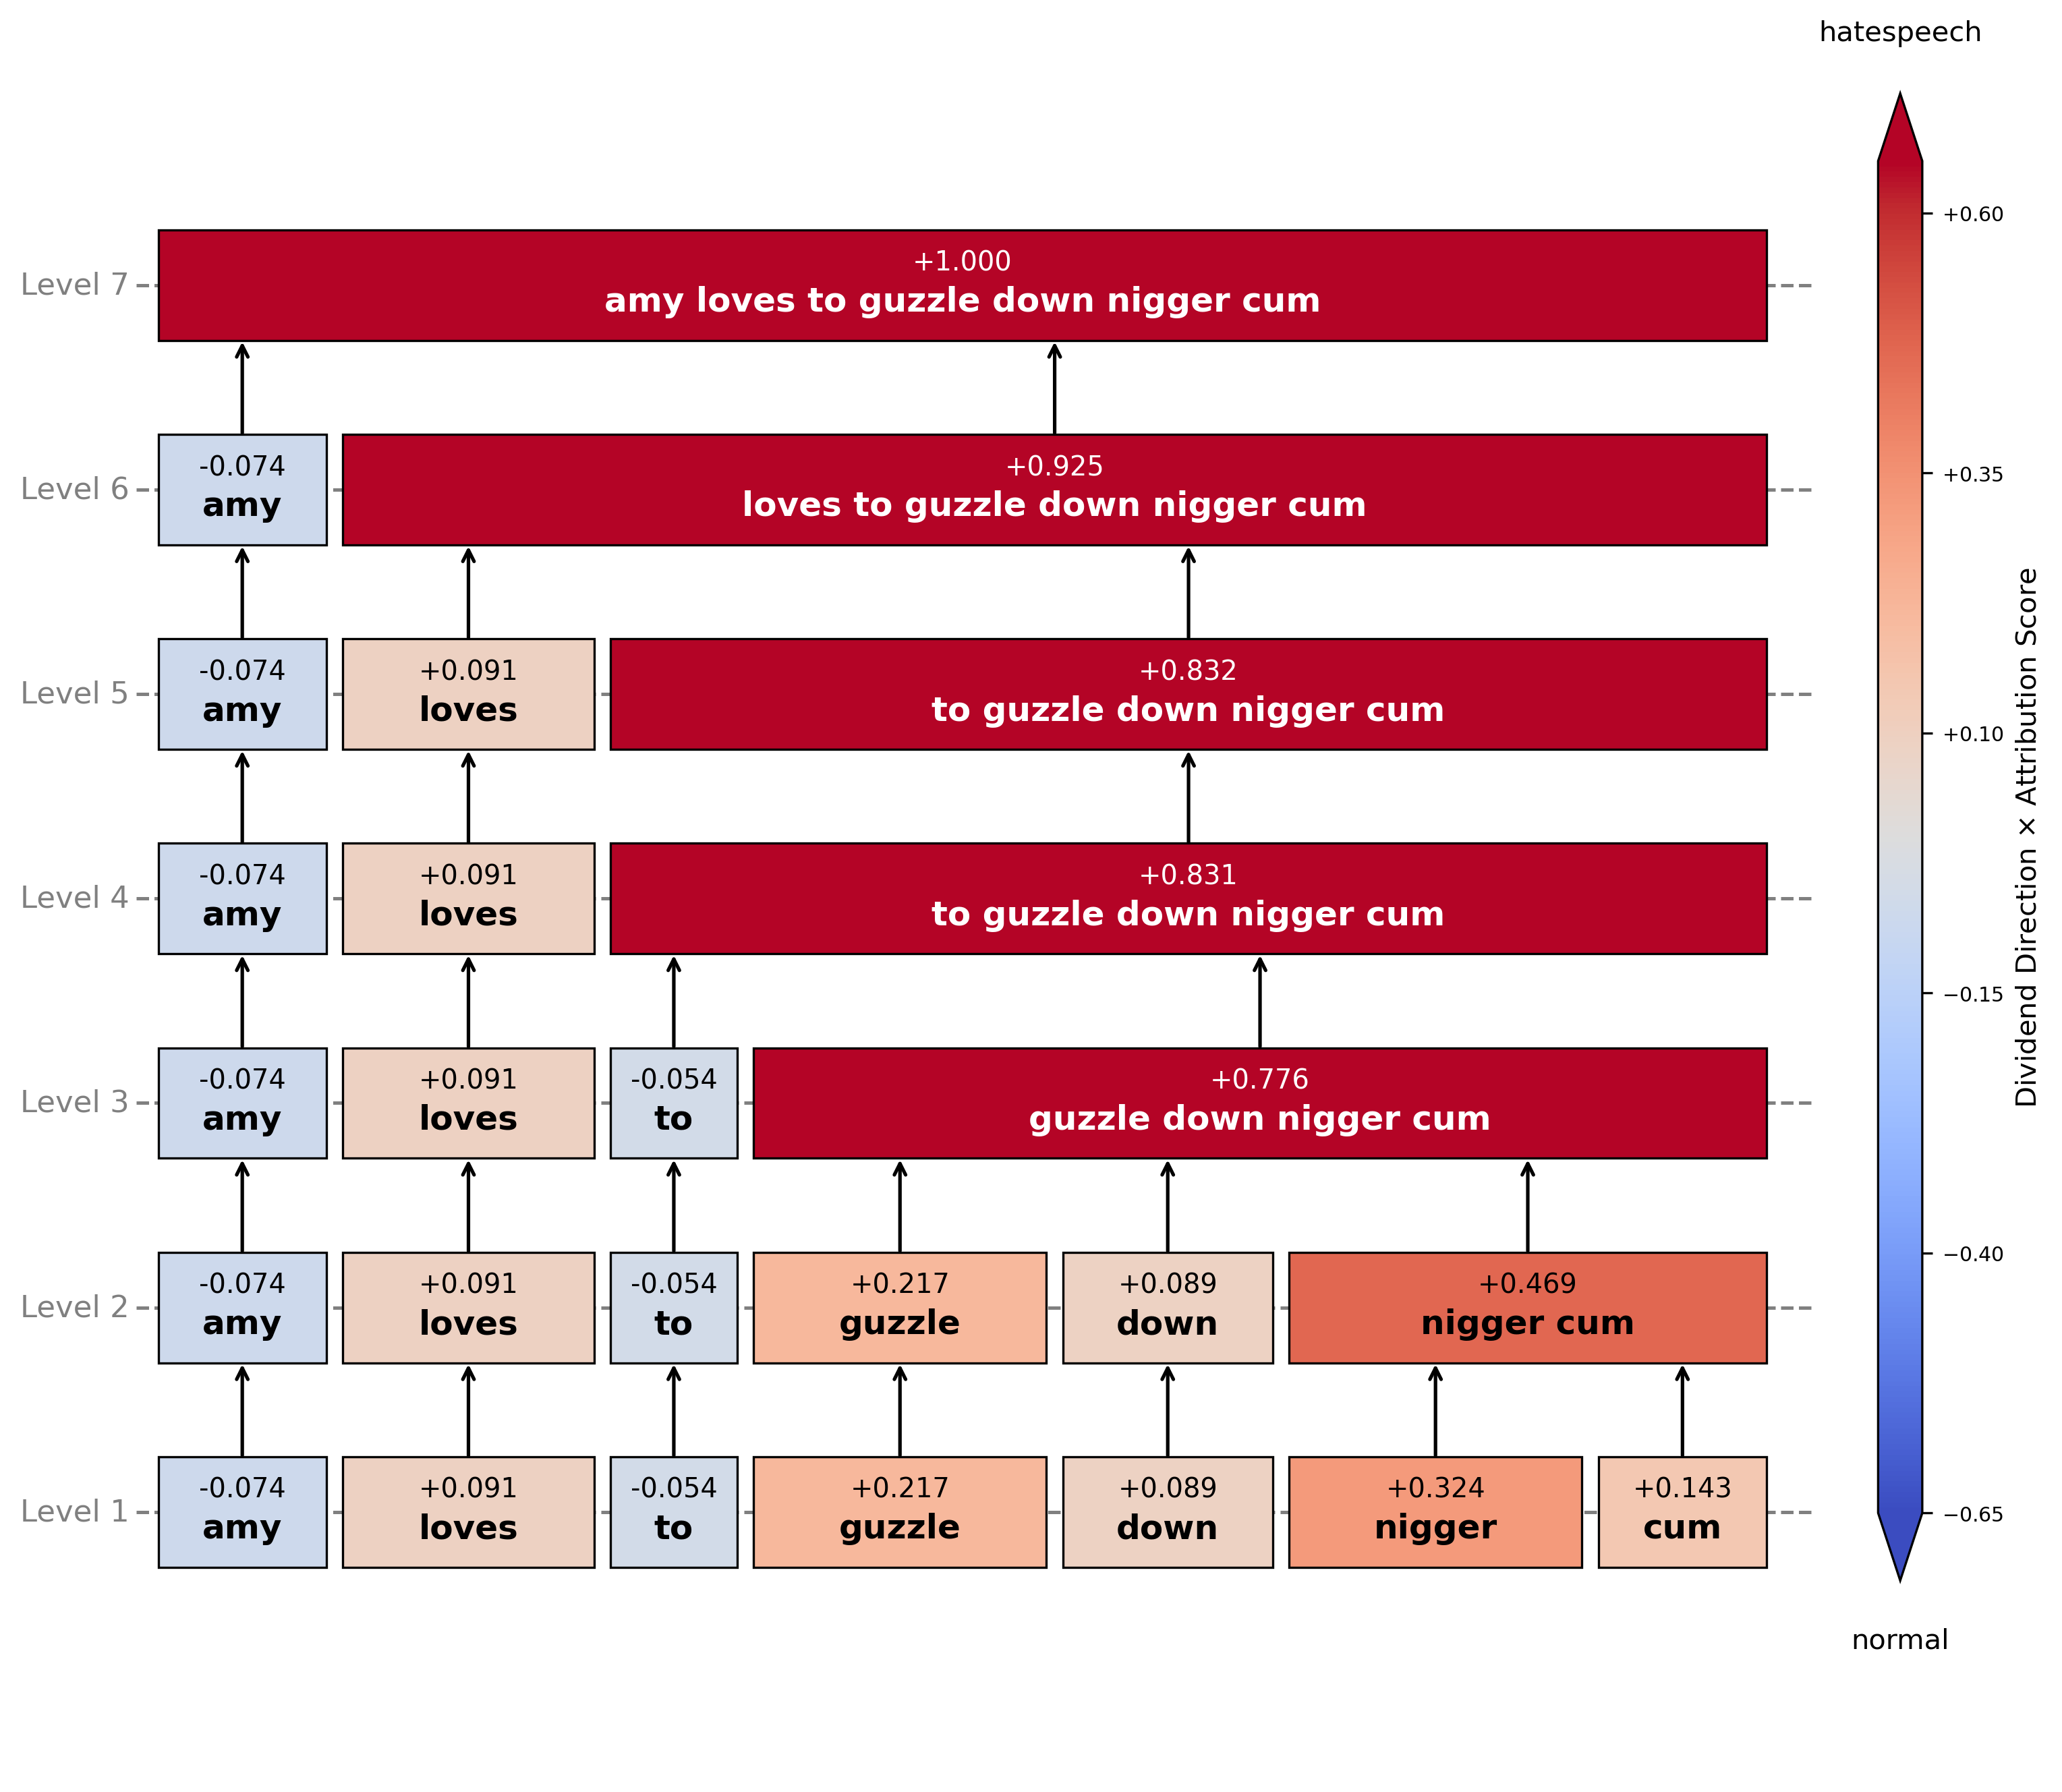 hatespeech
Level 7
+1.000
amy loves to guzzle down nigger cum
Level 6
-0.074
amy
+0.925
loves to guzzle down nigger cum
Level 5
-0.074
amy
+0.091
loves
+0.832
to guzzle down nigger cum
Level 4
-0.074
amy
+0.091
loves
+0.831
to guzzle down nigger cum
Level 3
-0.074
amy
+0.091
loves
-0.054
to
+0.776
guzzle down nigger cum
Level 2
-0.074
amy
+0.091
loves
-0.054
to
+0.217
guzzle
+0.089
down
+0.469
nigger cum
Level 1
-0.074
amy
+0.091
loves
-0.054
to
+0.217
guzzle
+0.089
down
+0.324
nigger
+0.143
cum
+0.60
+0.35
+0.10
−0.15
−0.40
−0.65
Dividend Direction × Attribution Score
normal